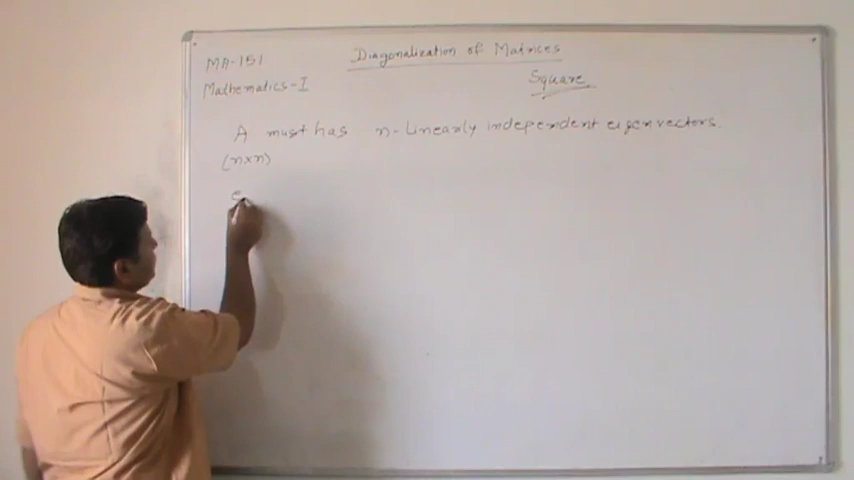 MA-151
Diagonalization of Matrices
Mathematics-I
Square
A must has n-Linearly independent eigenvectors.
(n×n)
e